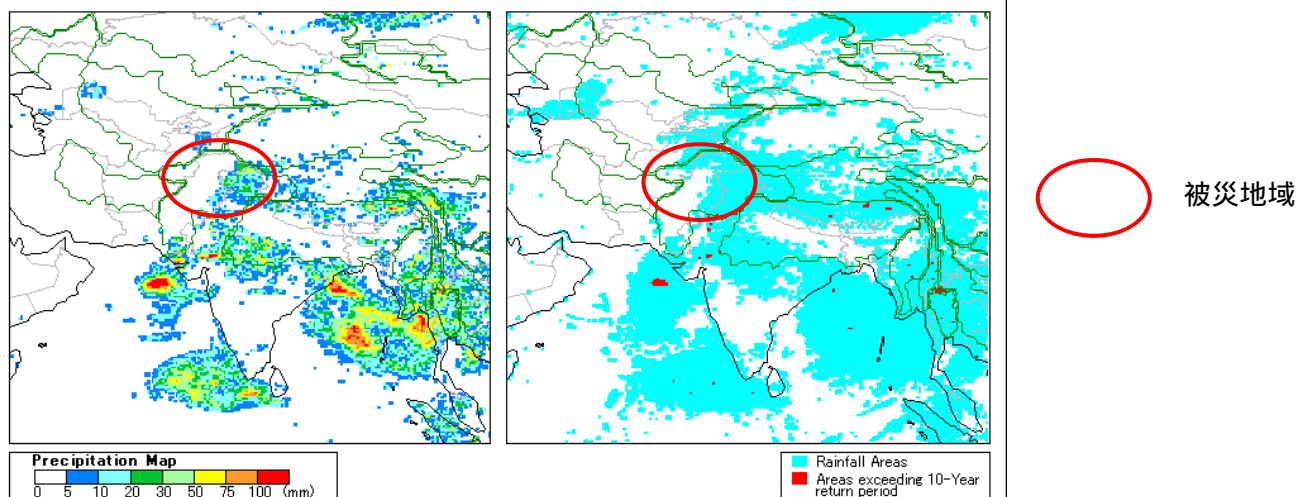 被災地域
Precipitation Map
0 5 10 20 30 50 75 100 (mm)
Rainfall Areas
Areas exceeding 10-Year
return period